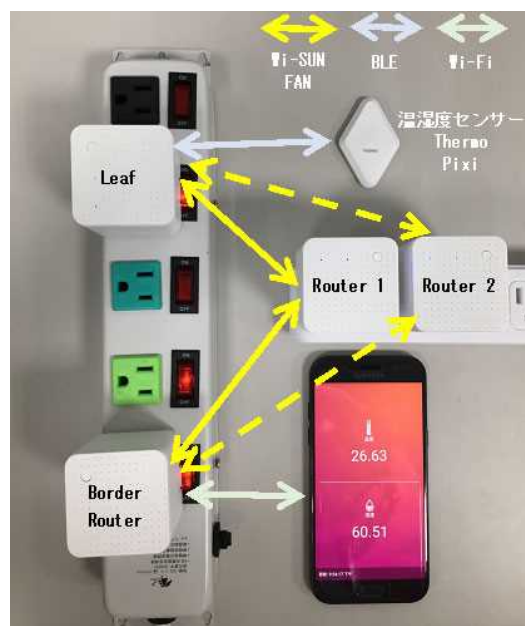 Wi-SUN
FAN
BLE
Wi-Fi
温湿度センサー
Thermo
Pixi
Leaf
Router 1
Router 2
26.63
60.51
Border
Router